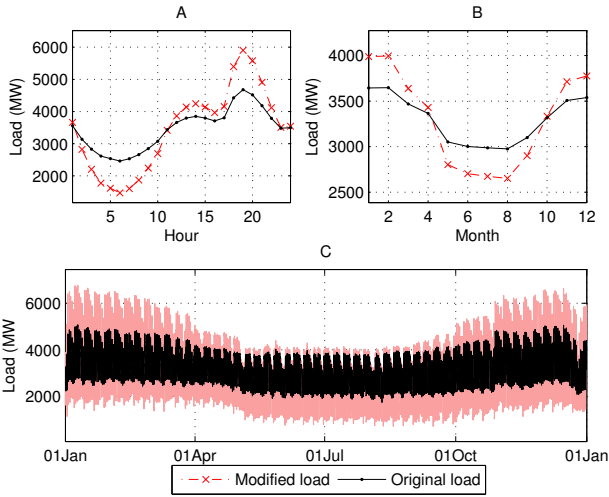 A
B
6000
5000
4000
3000
2000
Load (MW)
5
10
15
20
Hour
4000
3500
3000
2500
Load (MW)
2
4
6
8
10
12
Month
C
6000
4000
2000
Load (MW
01Jan
01Apr
01Jul
01Oct
01Jan
Modified load
Original load